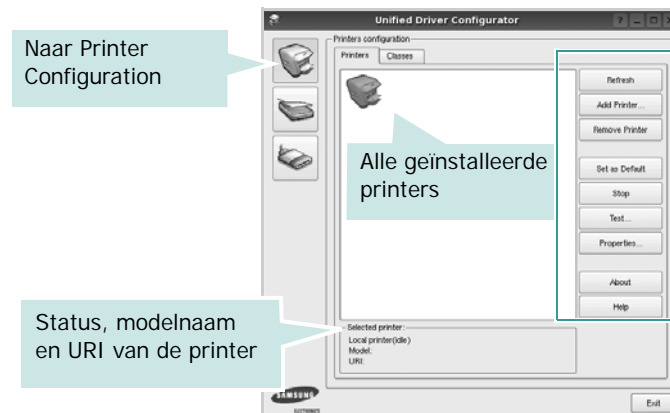 Unified Driver Configurator
Naar Printer
Configuration
Printers configuration
Printers
Classes
Refresh
Add Printer...
Remove Printer
Set as Default
Stop
Test...
Properties...
About
Help
Alle geïnstalleerde
printers
Status, modelnaam
en URI van de printer
Selected printer:
Local printer(idle)
Model:
URI:
SAMSUNG
ELECTRONICS
Exit